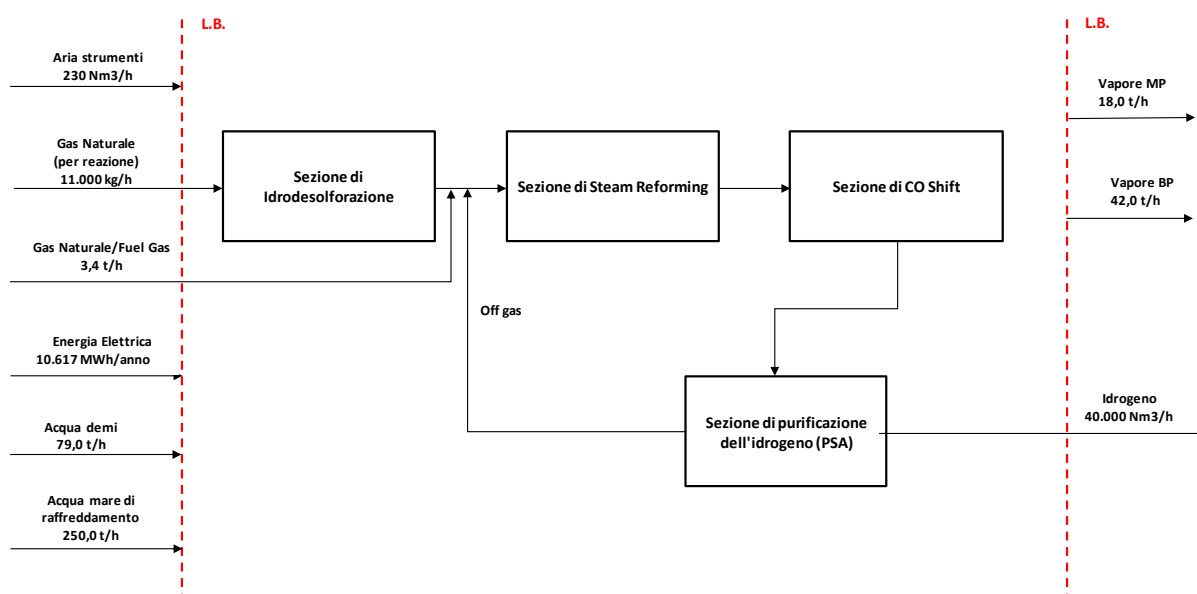 L.B.
L.B.
Aria strumenti
230 Nm3/h
Gas Naturale
(per reazione)
11.000 kg/h
Gas Naturale/Fuel Gas
3,4 t/h
Energia Elettrica
10.617 MWh/anno
Acqua demi
79,0 t/h
Acqua mare di
raffreddamento
250,0 t/h
Sezione di
Idrodesolforazione
Sezione di Steam Reforming
Sezione di CO Shift
Off gas
Sezione di purificazione
dell'idrogeno (PSA)
Vapore MP
18,0 t/h
Vapore BP
42,0 t/h
Idrogeno
40.000 Nm3/h